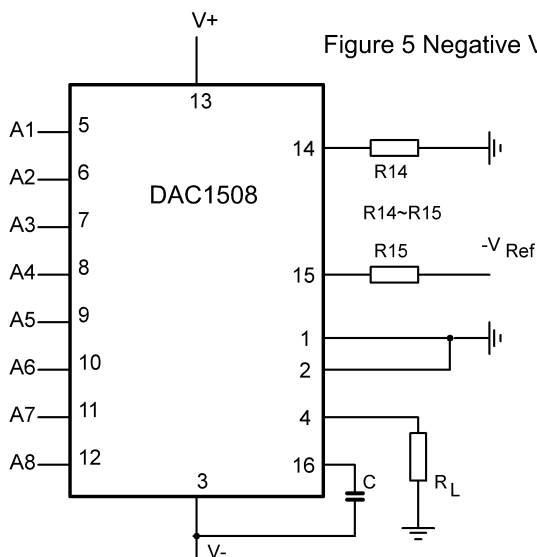 V+
Figure 5 Negative V
13
A1 5
14
R14
A2 6
DAC1508
A3 7
R14~R15
A4 8
15
R15
-V Ref
A5 9
1
A6 10
2
A7 11
4
A8 12
16
C
RL
3
V-